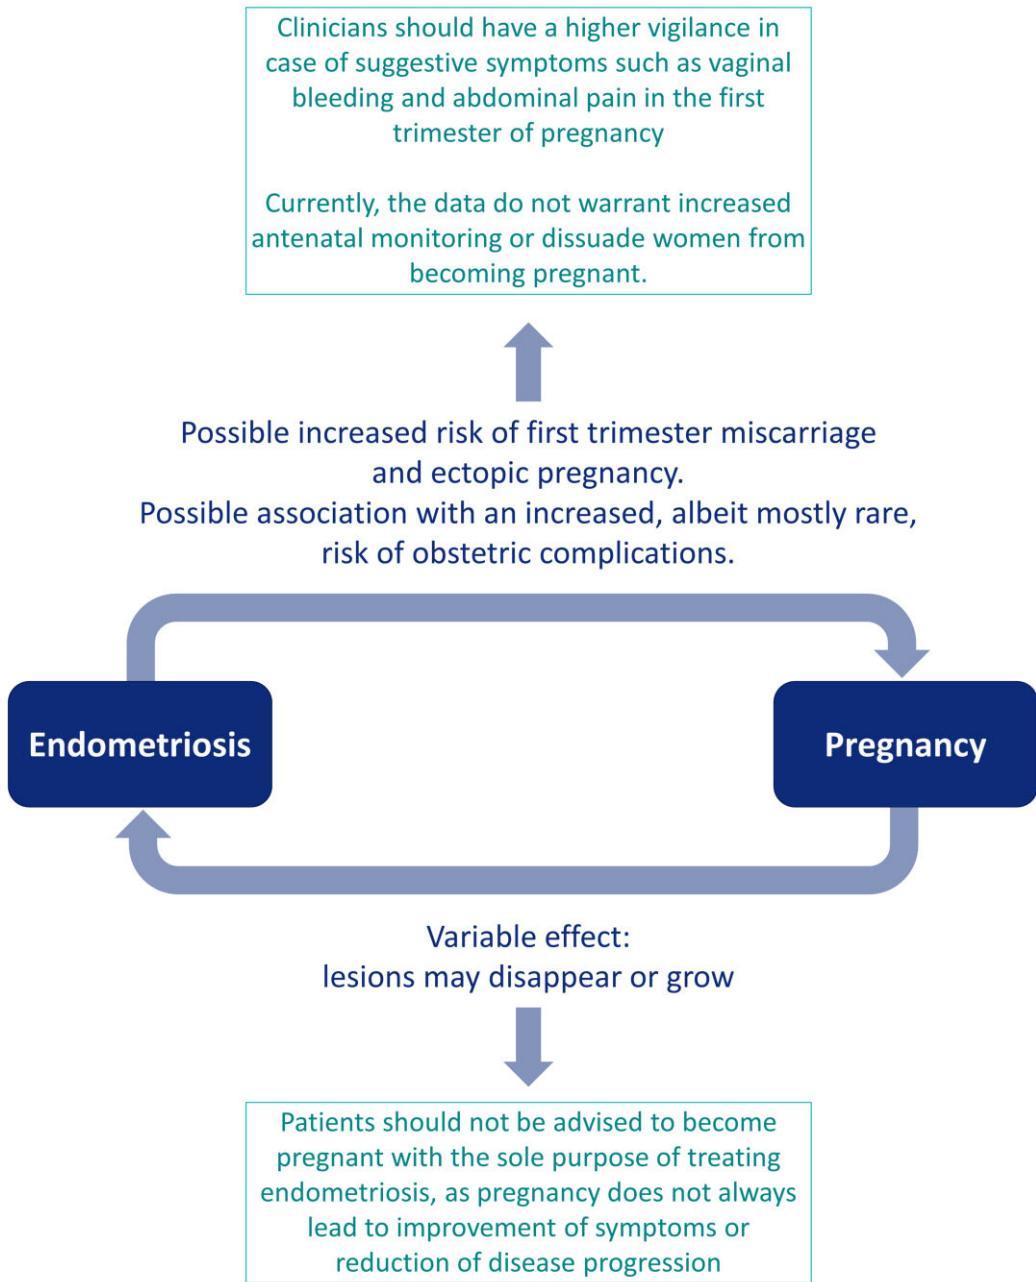 Clinicians should have a higher vigilance in
case of suggestive symptoms such as vaginal
bleeding and abdominal pain in the first
trimester of pregnancy
Currently, the data do not warrant increased
antenatal monitoring or dissuade women from
becoming pregnant.
Possible increased risk of first trimester miscarriage
and ectopic pregnancy.
Possible association with an increased, albeit mostly rare,
risk of obstetric complications.
Endometriosis
Pregnancy
Variable effect:
lesions may disappear or grow
Patients should not be advised to become
pregnant with the sole purpose of treating
endometriosis, as pregnancy does not always
lead to improvement of symptoms or
reduction of disease progression